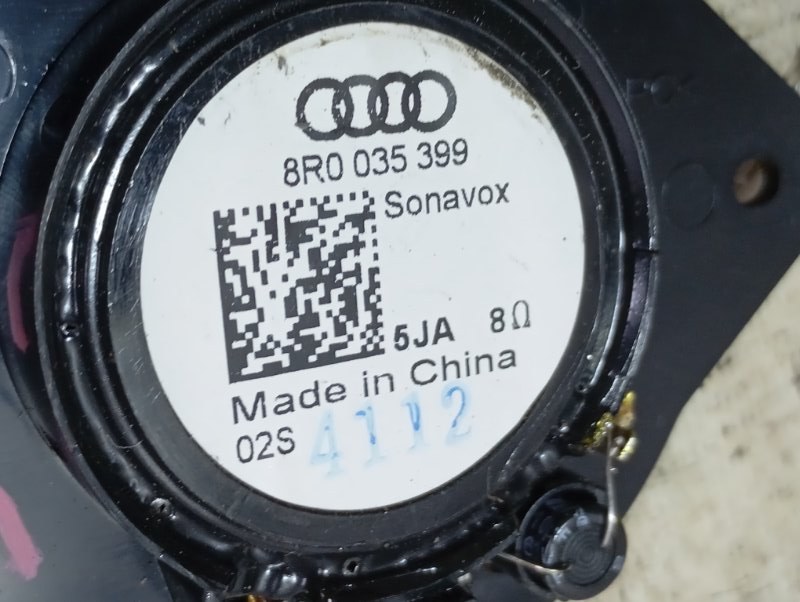 8R0 035 399
Sonavox
5JA 8Ω
Made in China
02S 4112